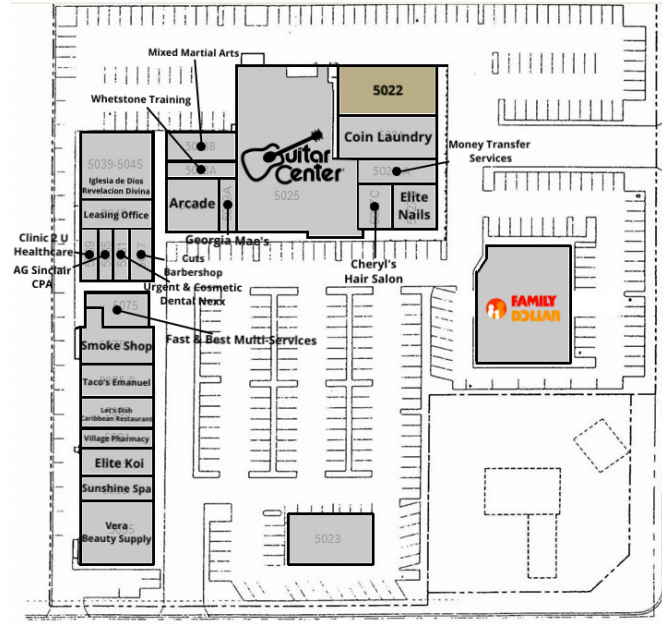 Mixed Martial Arts
Whetstone Training
5022
Coin Laundry
Money Transfer
Services
Guitar
Center
5025
5039-5045
Iglesia de Dios
Revelacion Divina
Leasing Office
Arcade
Georgia Mae's
Elite
Nails
Cheryl's
Hair Salon
Clinic 2 U
Healthcare
AG Sinclair
CPA
Cuts
Barbershop
Urgent & Cosmetic
Dental Nexx
5075
Fast & Best Multi-Services
FAMILY
DOLLAR
Smoke Shop
Taco's Emanuel
Let's Dish
Caribbean Restaurant
Village Pharmacy
Elite Koi
Sunshine Spa
Vera
Beauty Supply
5023